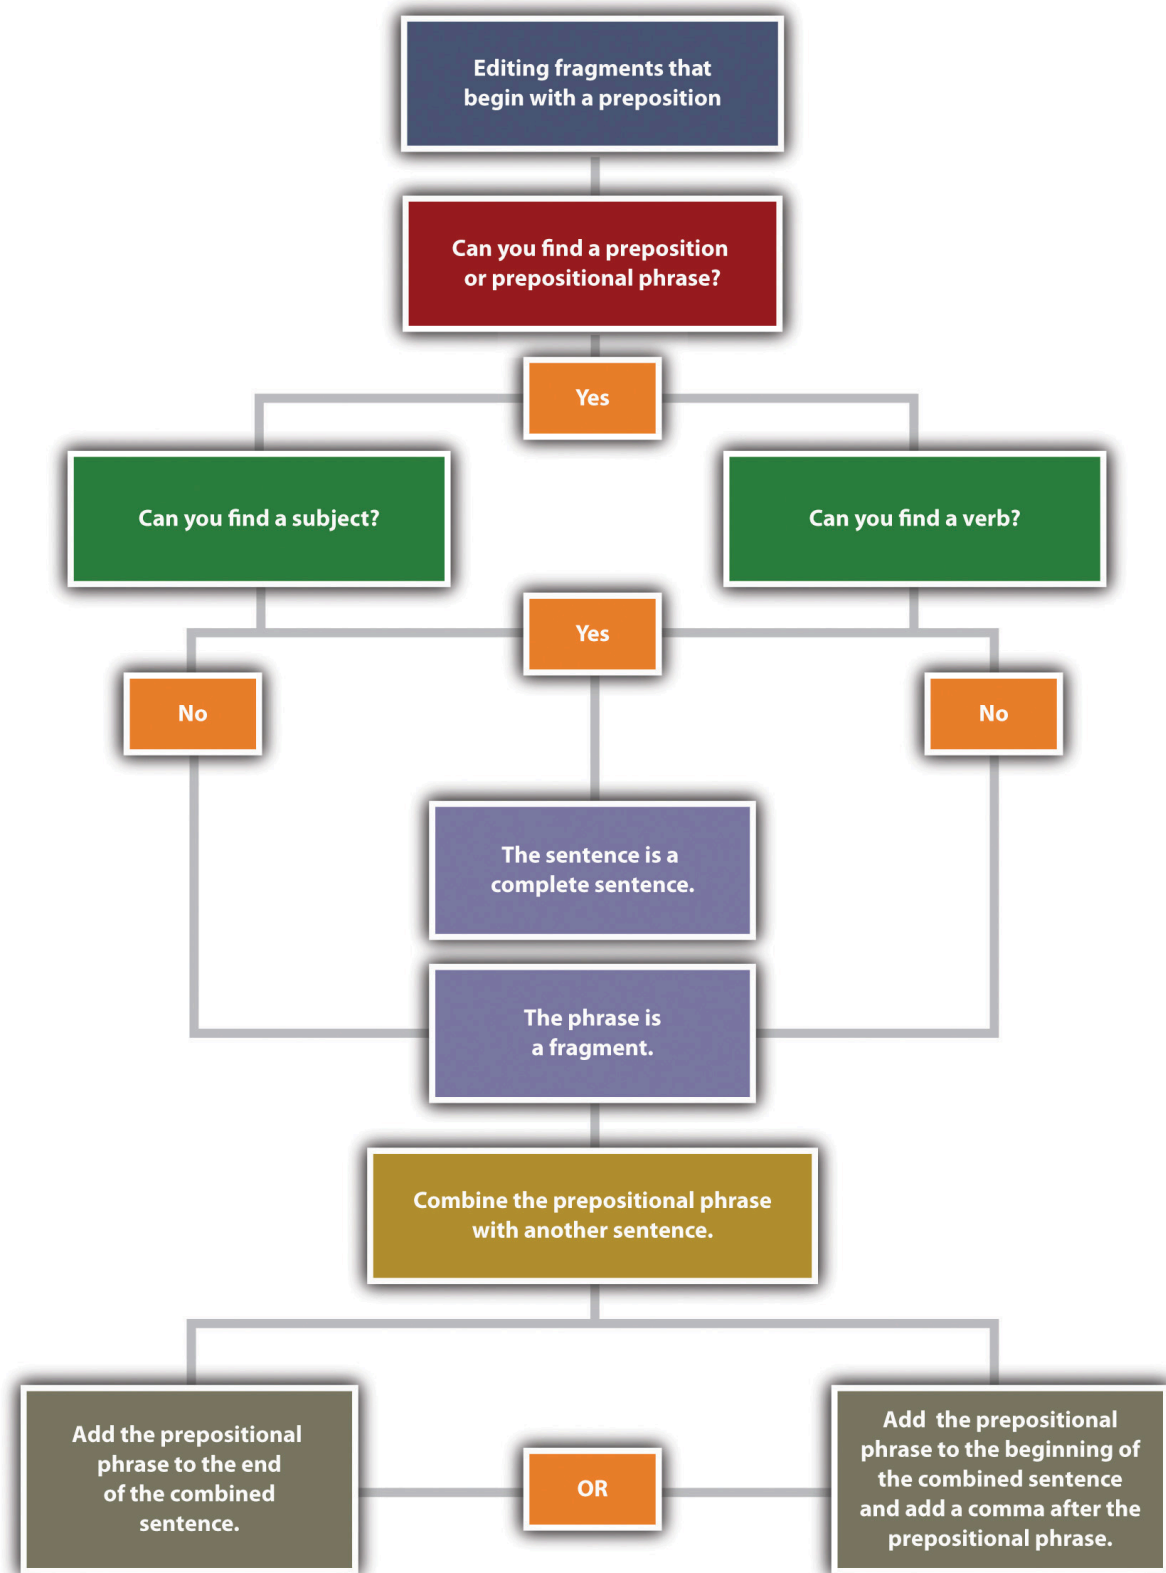 Editing fragments that
begin with a preposition
Can you find a preposition
or prepositional phrase?
Yes
Can you find a subject?
Can you find a verb?
Yes
No
No
The sentence is a
complete sentence.
The phrase is
a fragment.
Combine the prepositional phrase
with another sentence.
Add the prepositional
phrase to the end
of the combined
sentence.
OR
Add the prepositional
phrase to the beginning of
the combined sentence
and add a comma after the
prepositional phrase.